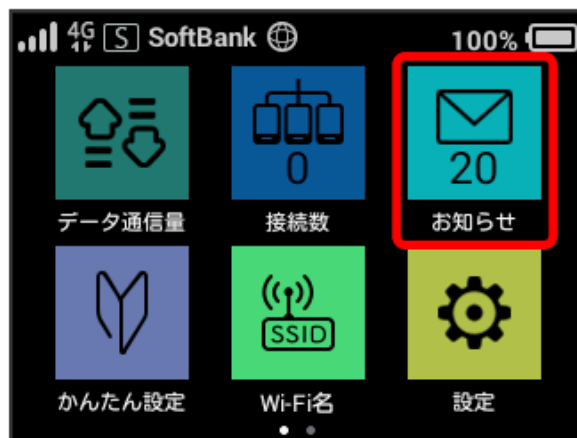 4G S SoftBank 100%
0
20
データ通信量 接続数 お知らせ
SSID
かんたん設定 Wi-Fi名 設定